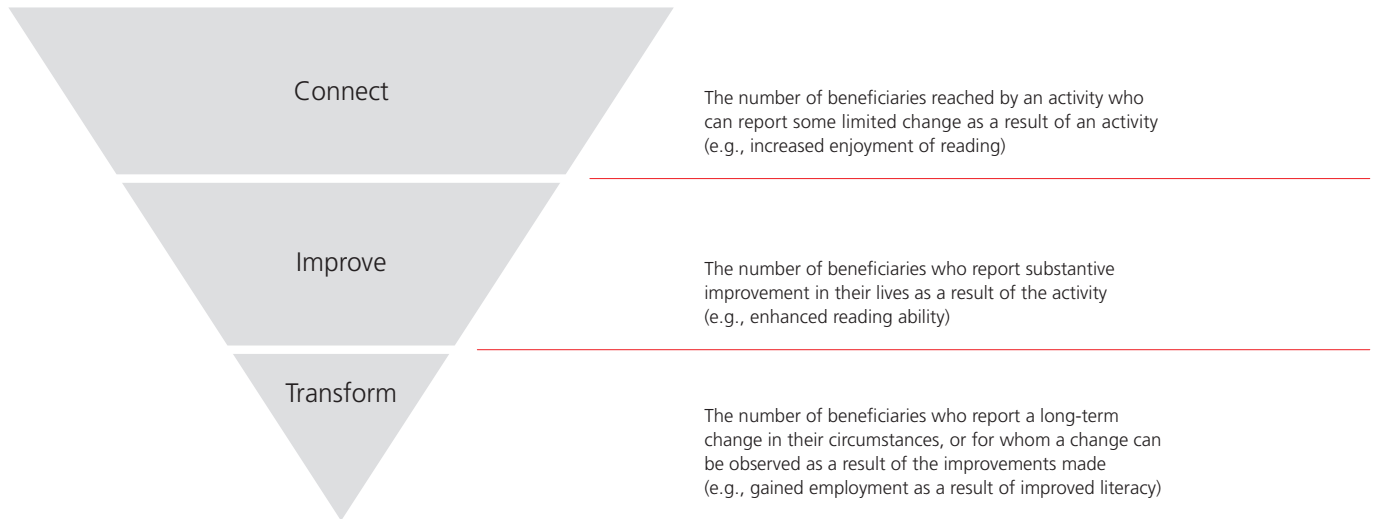 Connect
The number of beneficiaries reached by an activity who
can report some limited change as a result of an activity
(e.g., increased enjoyment of reading)
Improve
The number of beneficiaries who report substantive
improvement in their lives as a result of the activity
(e.g., enhanced reading ability)
Transform
The number of beneficiaries who report a long-term
change in their circumstances, or for whom a change can
be observed as a result of the improvements made
(e.g., gained employment as a result of improved literacy)